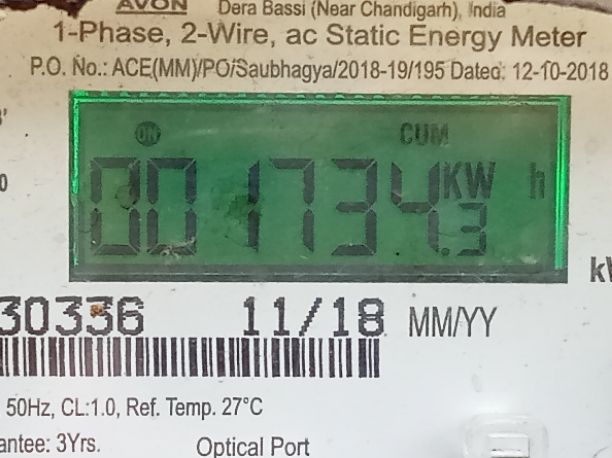 AVON Dera Bassi (Near Chandigarh), India
1-Phase, 2-Wire, ac Static Energy Meter
P.O. No.: ACE(MM)/PO/Saubhagya/2018-19/195 Dated: 12-10-2018
ON CUM
001734.3 KW h
30336 11/18 MM/YY
50Hz, CL:1.0, Ref. Temp. 27°C
antee: 3Yrs. Optical Port